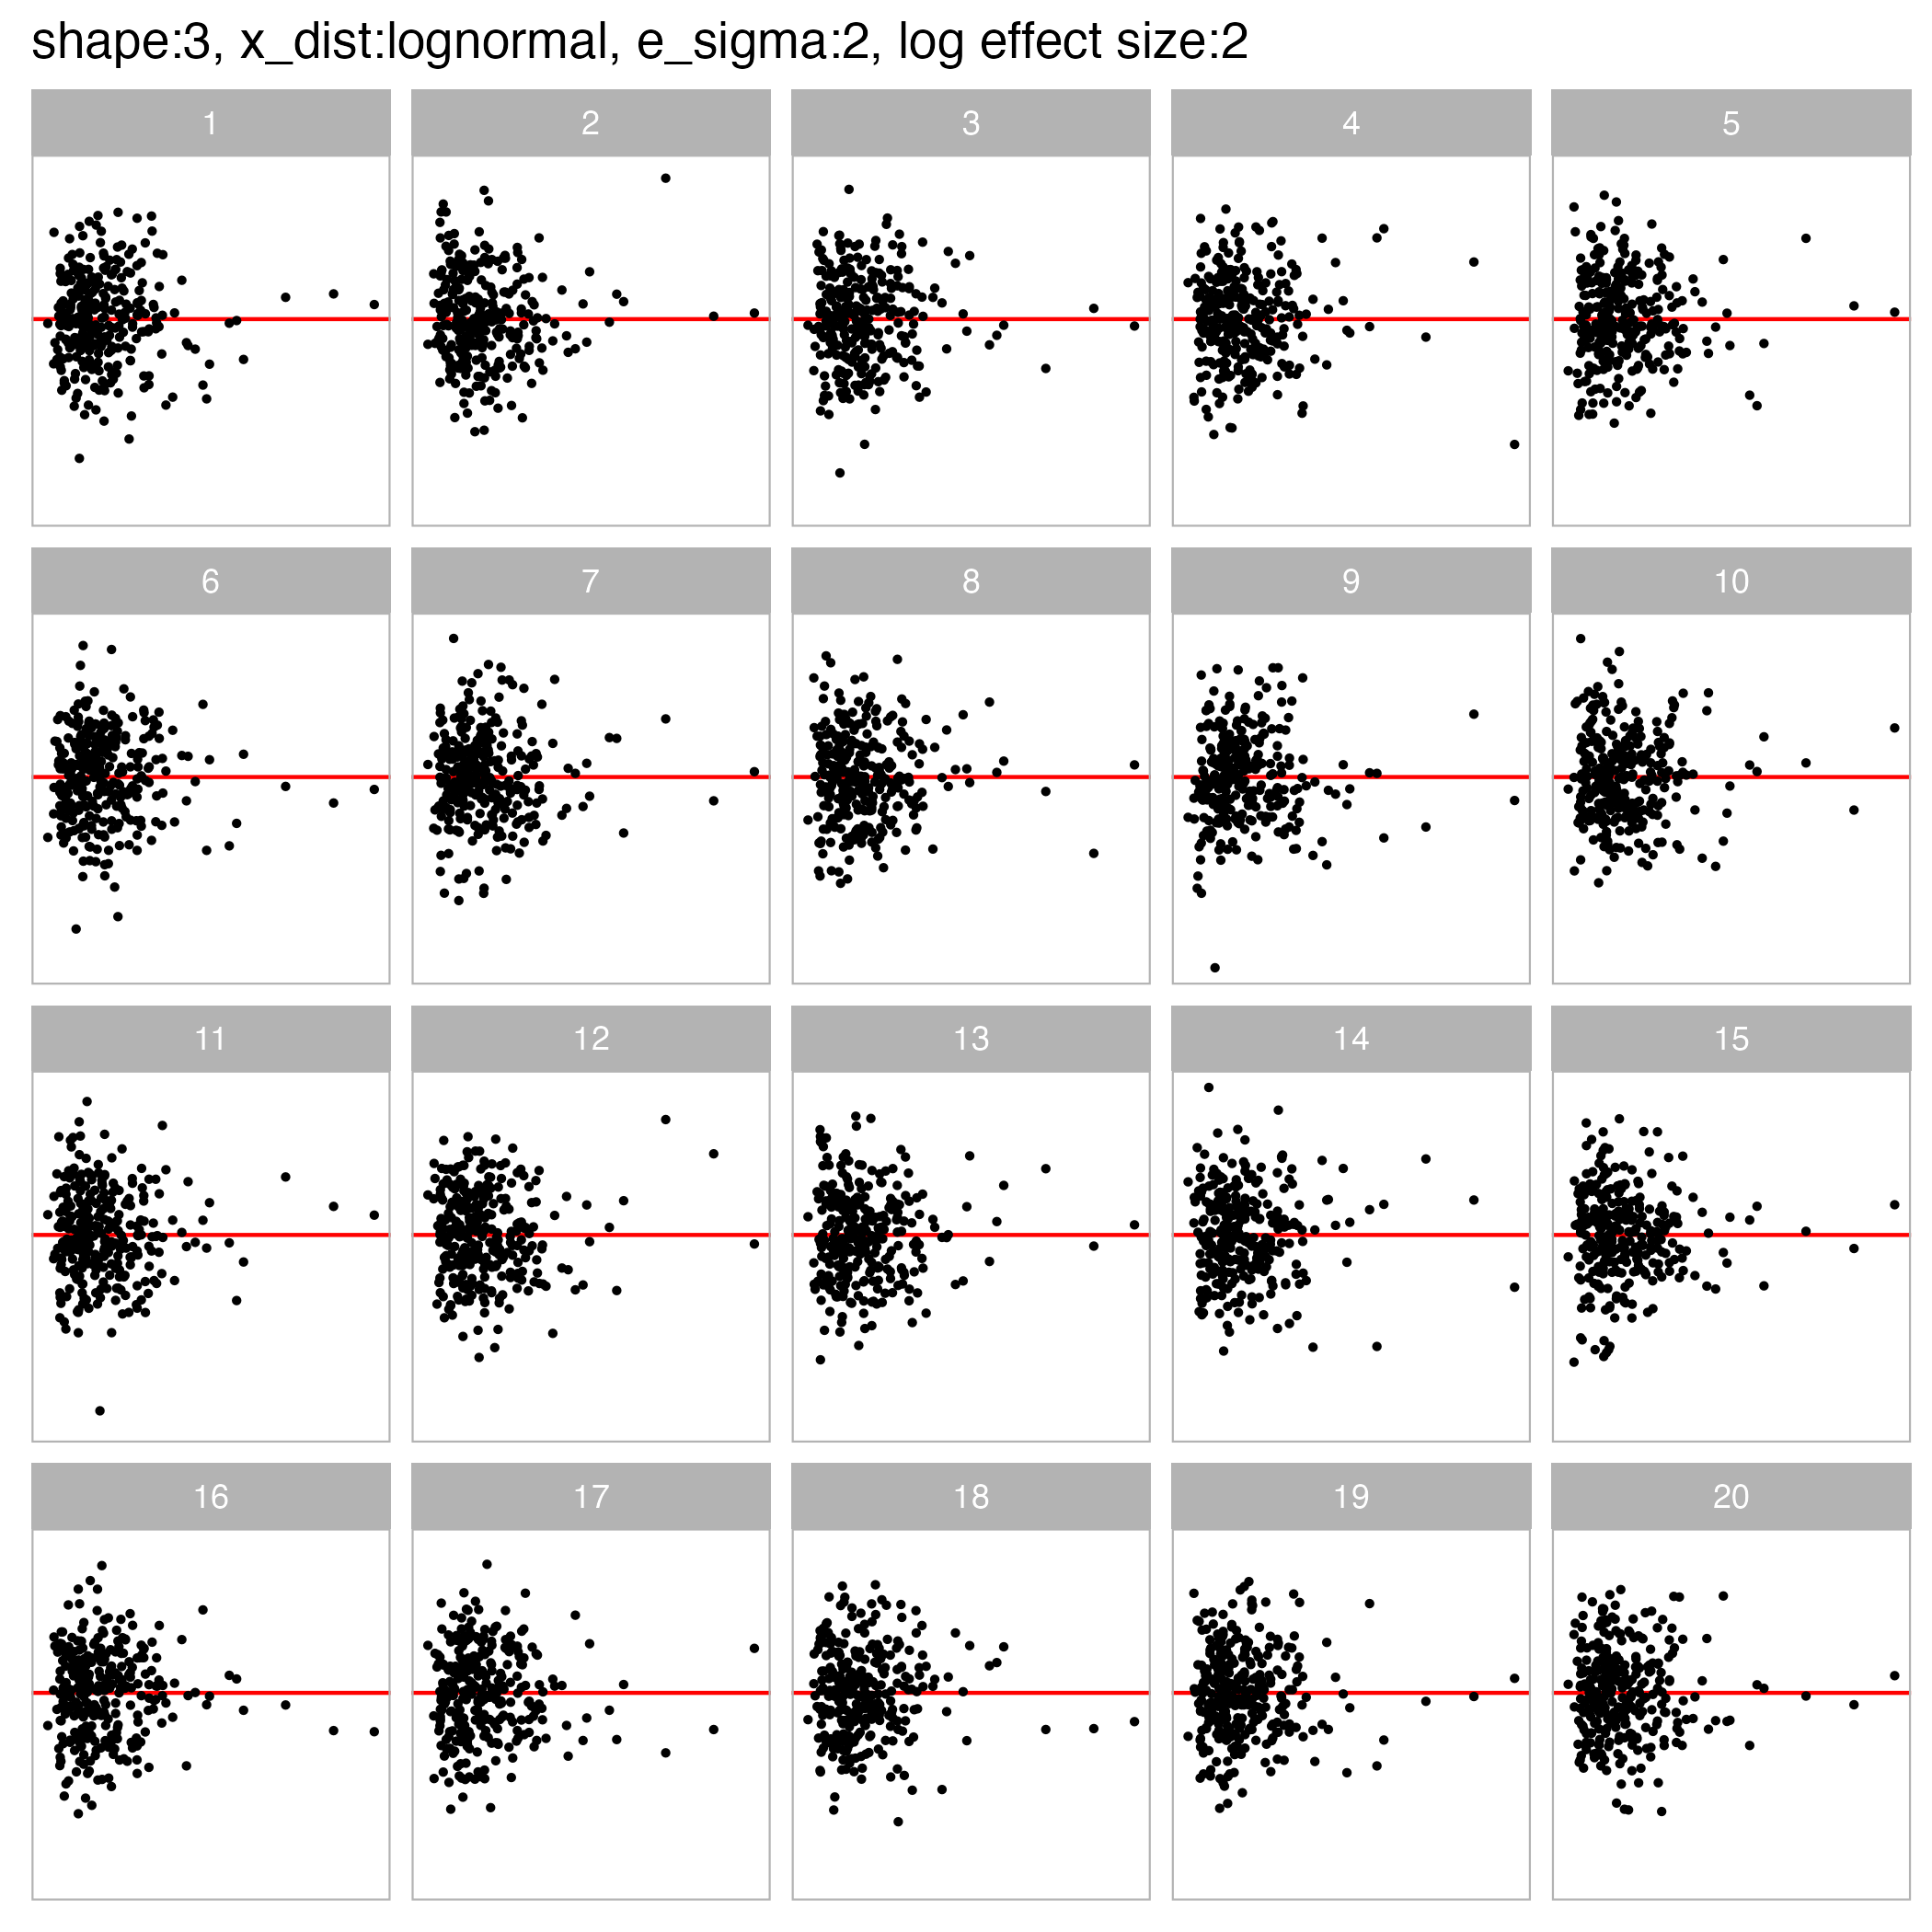 shape:3, x_dist:lognormal, e_sigma:2, log effect size:2
1 2 3 4 5
6 7 8 9 10
11 12 13 14 15
16 17 18 19 20